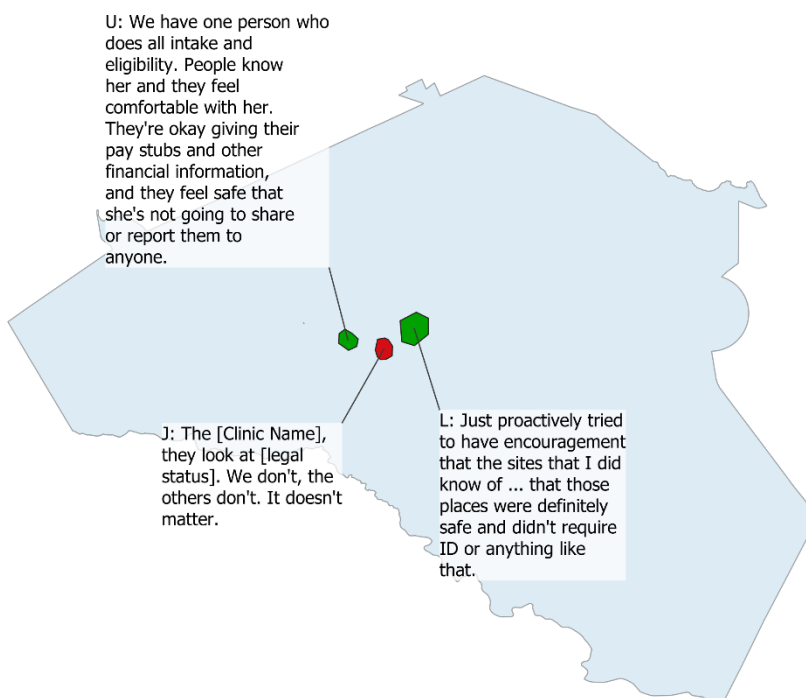 U: We have one person who
does all intake and
eligibility. People know
her and they feel
comfortable with her.
They're okay giving their
pay stubs and other
financial information,
and they feel safe that
she's not going to share
or report them to
anyone.
J: The [Clinic Name],
they look at [legal
status]. We don't, the
others don't. It doesn't
matter.
L: Just proactively tried
to have encouragement
that the sites that I did
know of ... that those
places were definitely
safe and didn't require
ID or anything like
that.